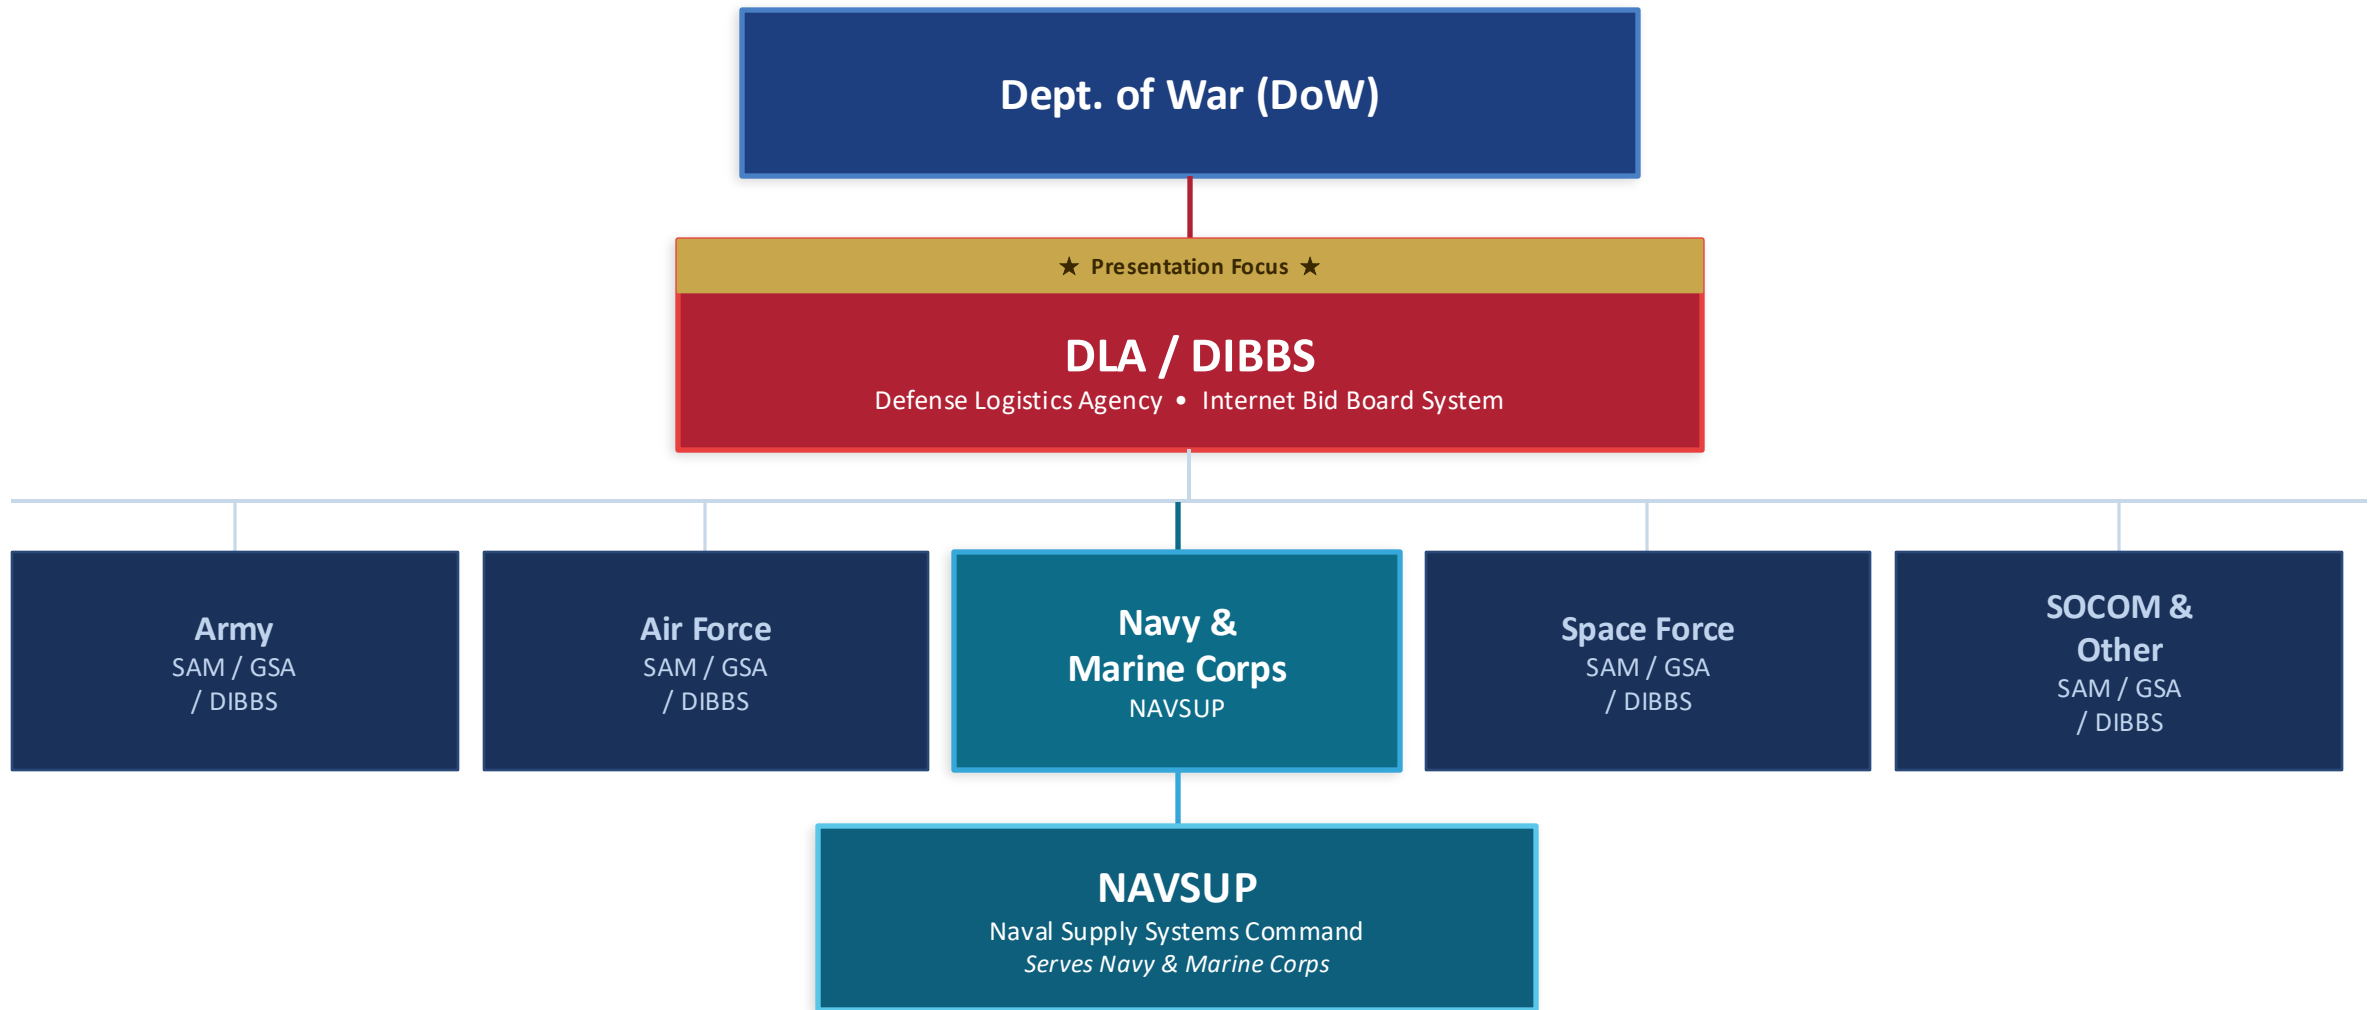 Dept. of War (DoW)
★ Presentation Focus ★
DLA / DIBBS
Defense Logistics Agency • Internet Bid Board System
Army
SAM / GSA
/ DIBBS
Air Force
SAM / GSA
/ DIBBS
Navy &
Marine Corps
NAVSUP
Space Force
SAM / GSA
/ DIBBS
SOCOM &
Other
SAM / GSA
/ DIBBS
NAVSUP
Naval Supply Systems Command
Serves Navy & Marine Corps